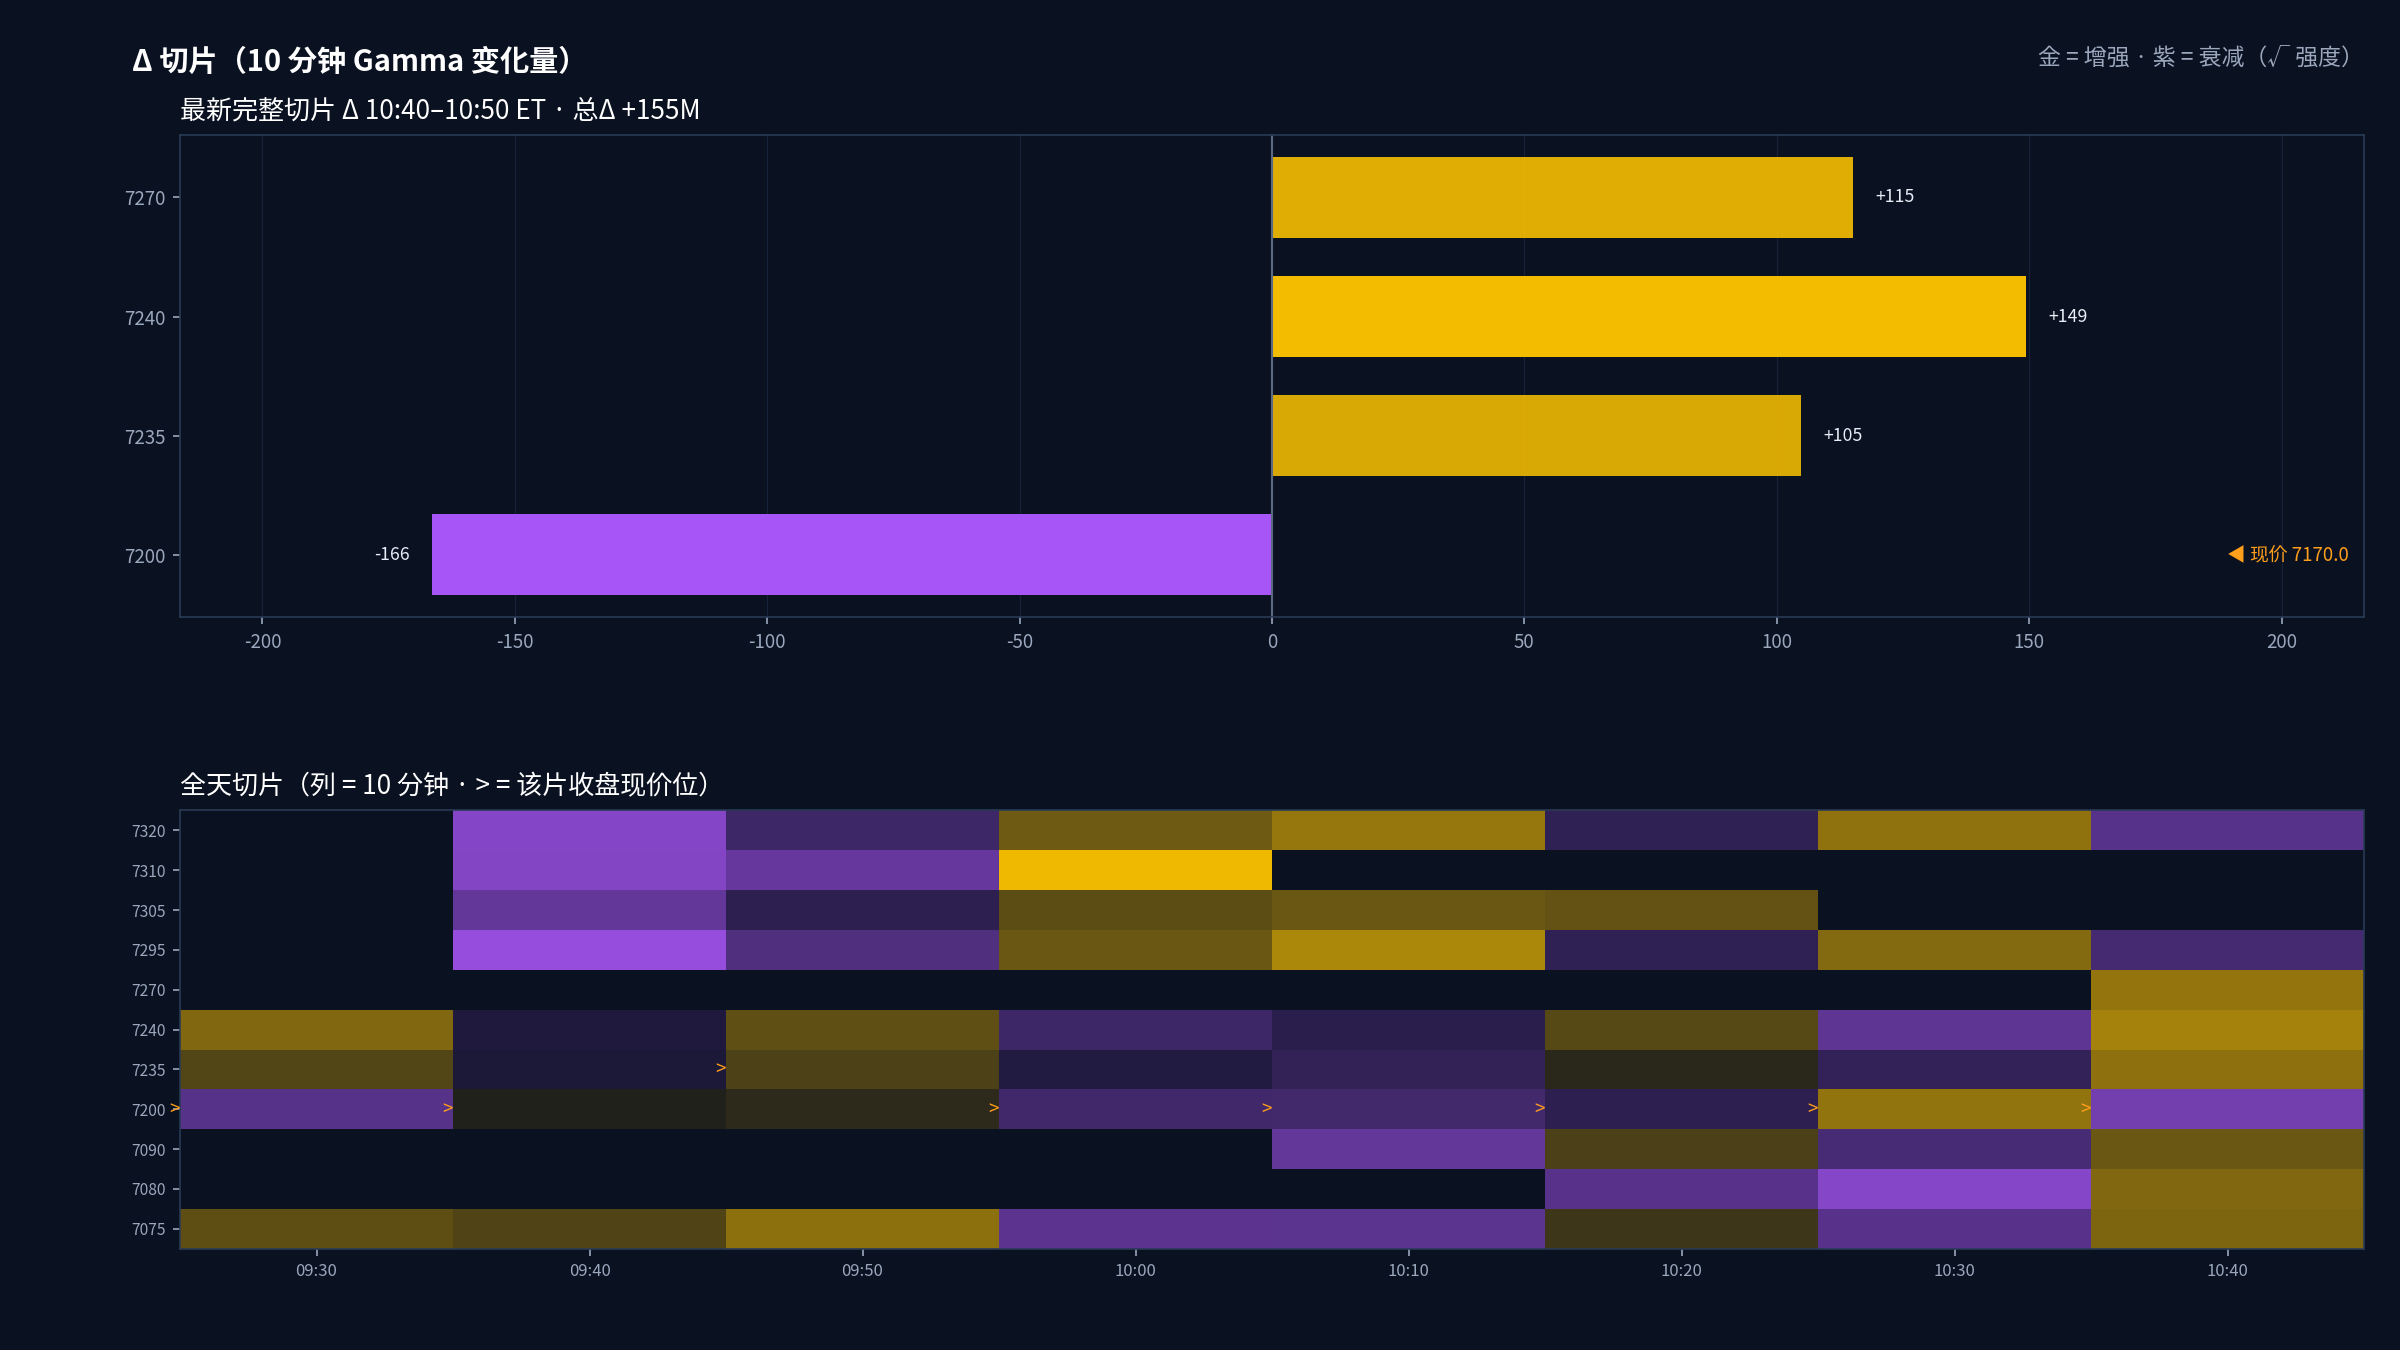 Δ 切片（10 分钟 Gamma 变化量）
金 = 增强 · 紫 = 衰减（√ 强度）
最新完整切片 Δ 10:40–10:50 ET · 总Δ +155M
7270
+115
7240
+149
7235
+105
7200
-166
◀ 现价 7170.0
-200 -150 -100 -50 0 50 100 150 200
全天切片（列 = 10 分钟 · > = 该片收盘现价位）
7320
7310
7305
7295
7270
7240
7235 >
7200 > > > > > > >
7090
7080
7075
09:30 09:40 09:50 10:00 10:10 10:20 10:30 10:40